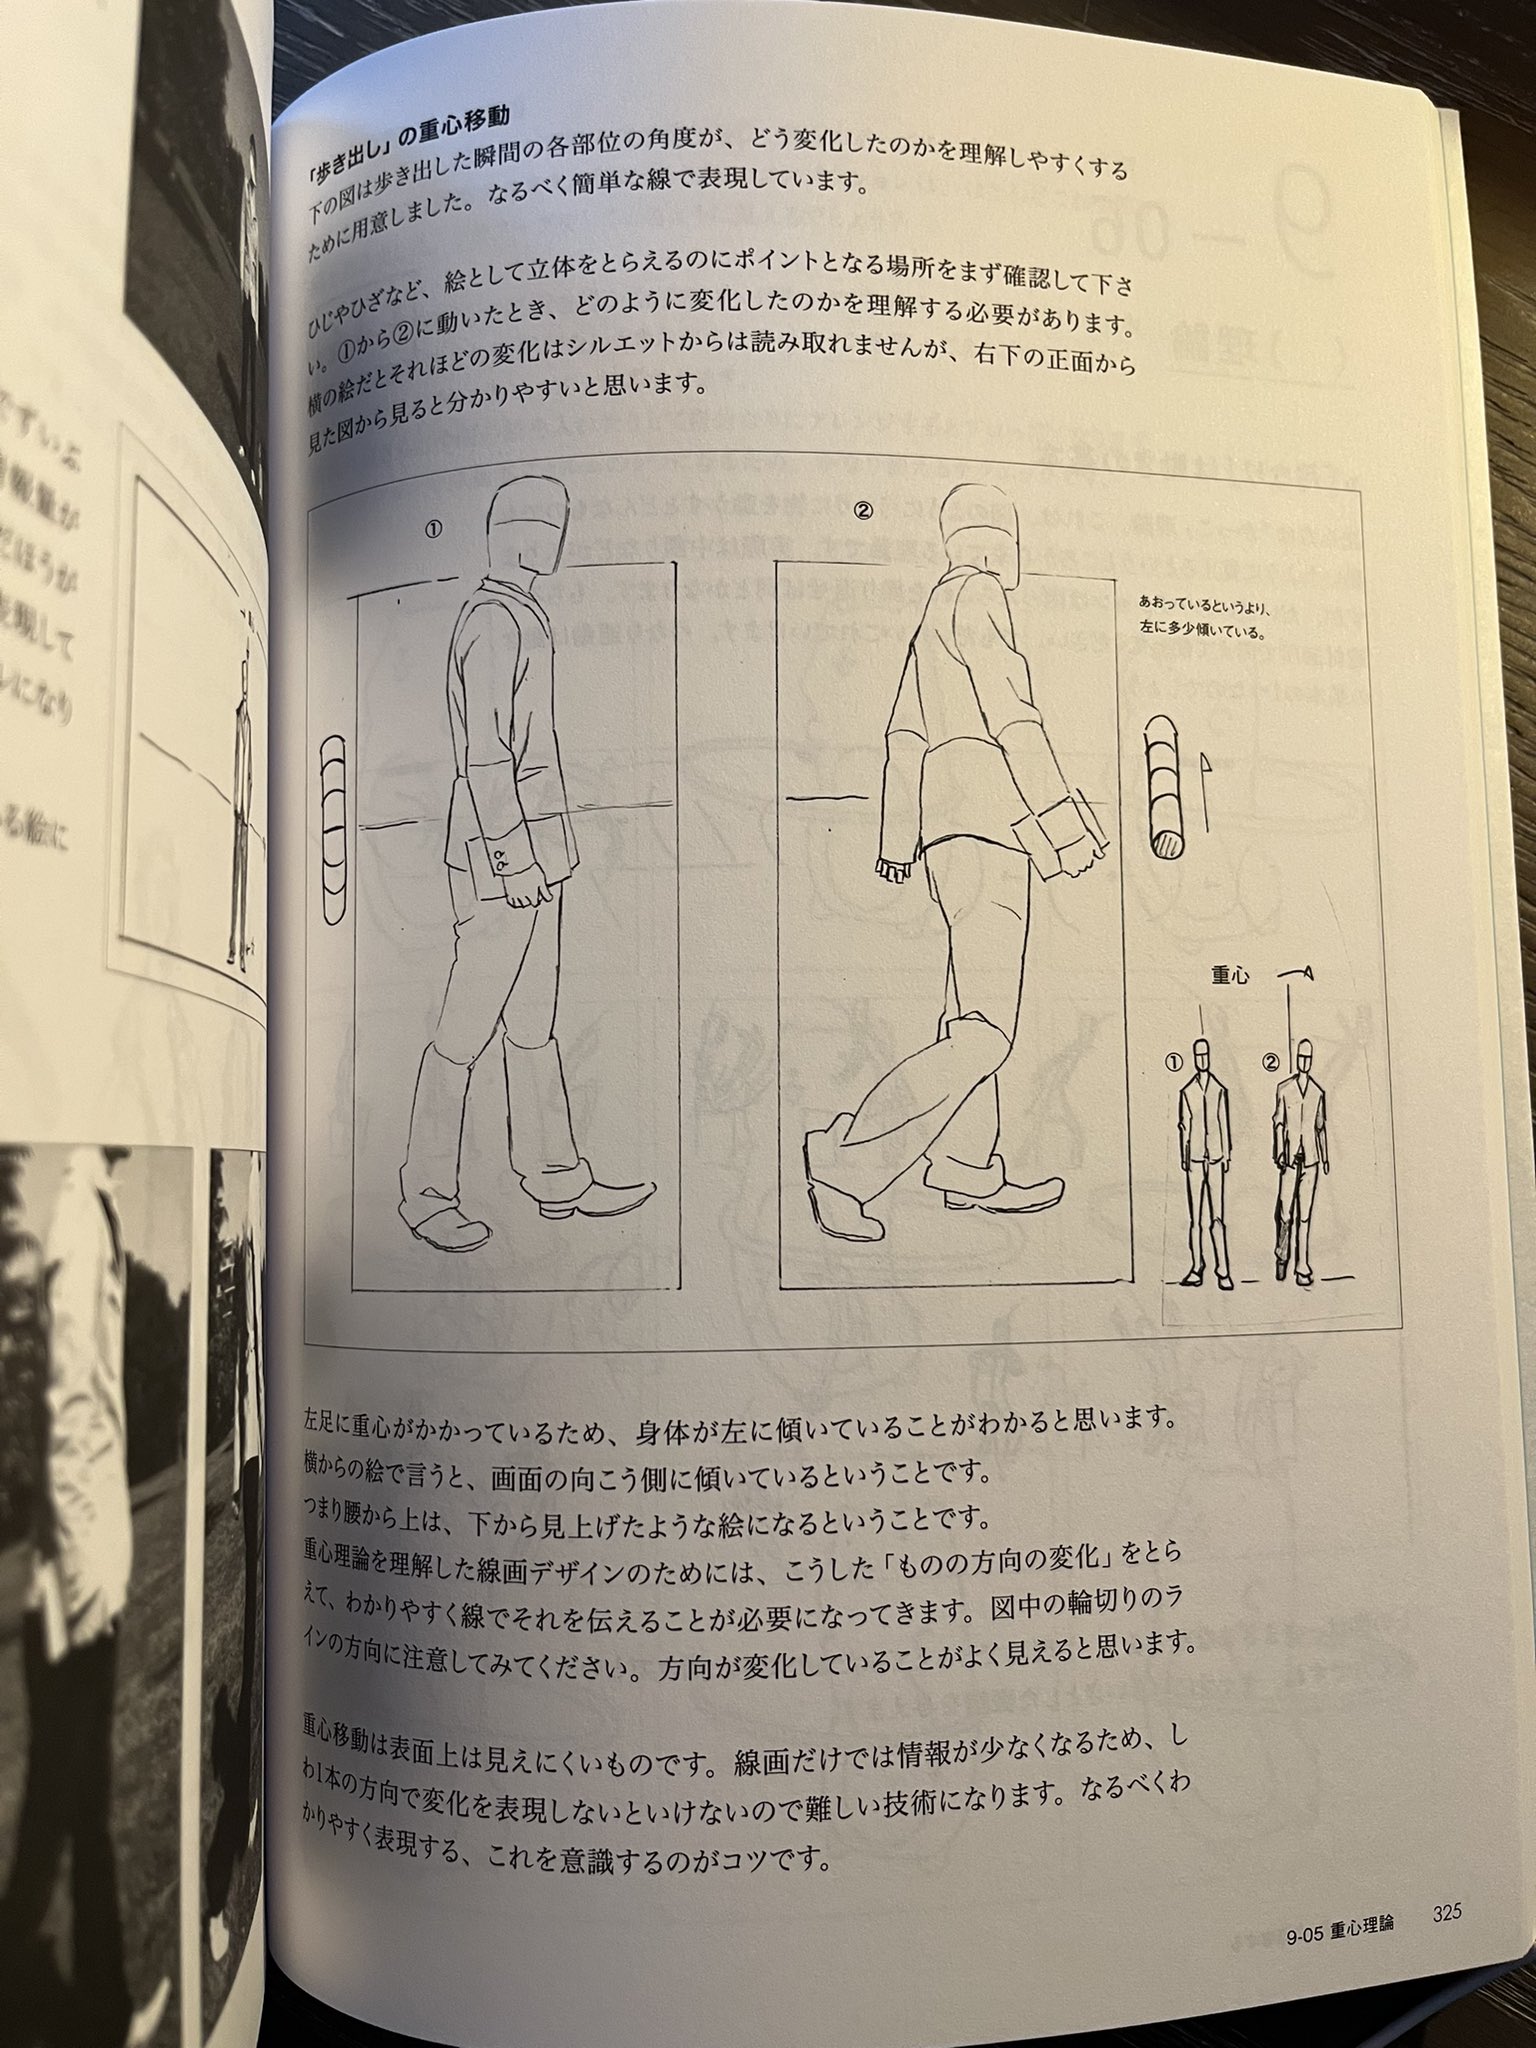 「歩き出し」の重心移動
下の図は歩き出した瞬間の各部位の角度が、どう変化したのかを理解しやすくする
ために用意しました。なるべく簡単な線で表現しています。
ひじやひざなど、絵として立体をとらえるのにポイントとなる場所をまず確認して下さ
い。①から②に動いたとき、どのように変化したのかを理解する必要があります。
横の絵だとそれほどの変化はシルエットからは読み取れませんが、右下の正面から
見た図から見ると分かりやすいと思います。
①
②
あおっているというより、
左に多少傾いている。
重心
①
②
左足に重心がかかっているため、身体が左に傾いていることがわかると思います。
横からの絵で言うと、画面の向こう側に傾いているということです。
つまり腰から上は、下から見上げたような絵になるということです。
重心理論を理解した線画デザインのためには、こうした「ものの方向の変化」をとら
えて、わかりやすく線でそれを伝えることが必要になってきます。図中の輪切りのラ
インの方向に注意してみてください。方向が変化していることがよく見えると思います。
重心移動は表面上は見えにくいものです。線画だけでは情報が少なくなるため、し
わ1本の方向で変化を表現しないといけないので難しい技術になります。なるべくわ
かりやすく表現する、これを意識するのがコツです。
9-05 重心理論 325